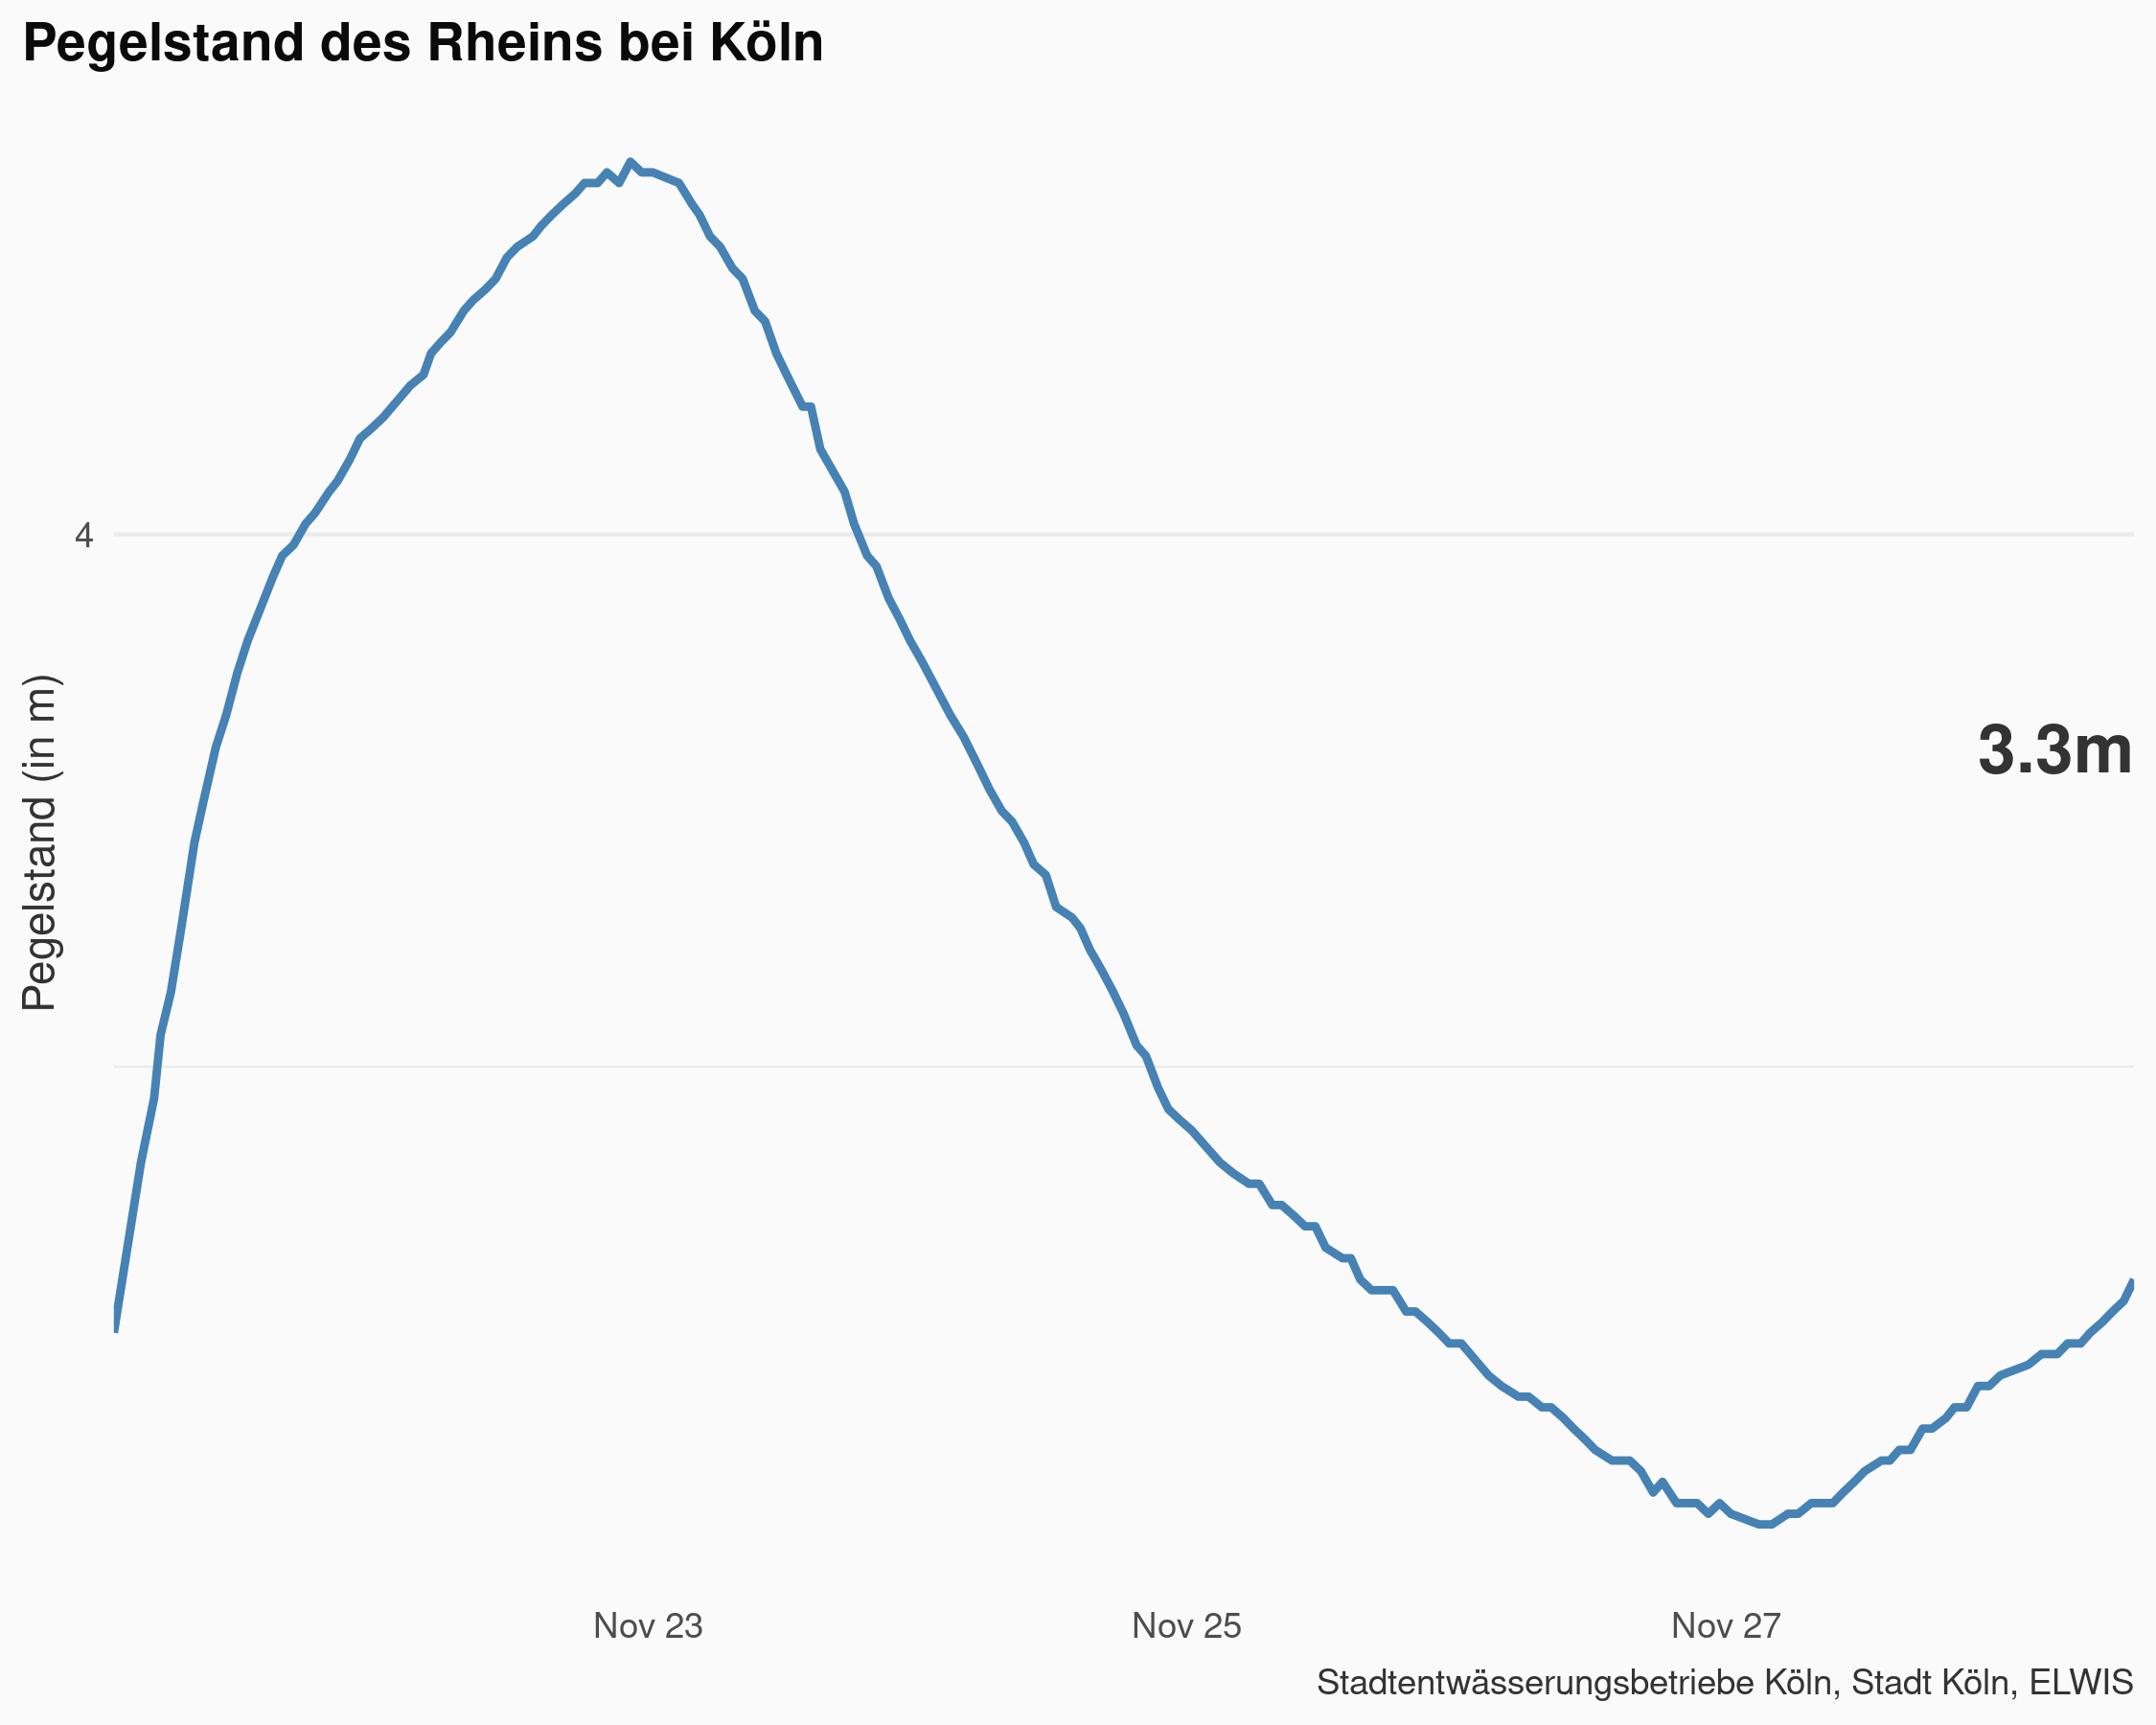 Pegelstand des Rheins bei Köln
Pegelstand (in m)
4
3.3m
Nov 23
Nov 25
Nov 27
Stadtentwässerungsbetriebe Köln, Stadt Köln, ELWIS